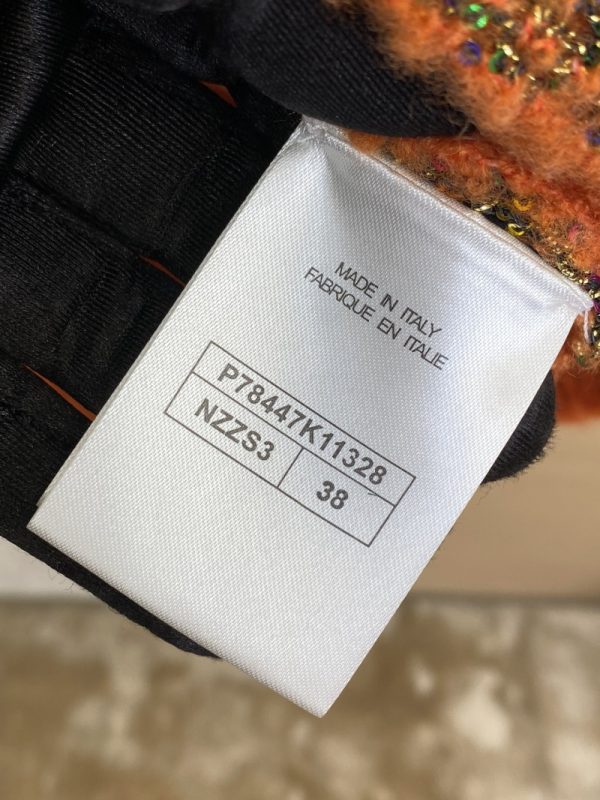 MADE IN ITALY
FABRIQUE EN ITALIE
P78447K11328
NZZS3 38